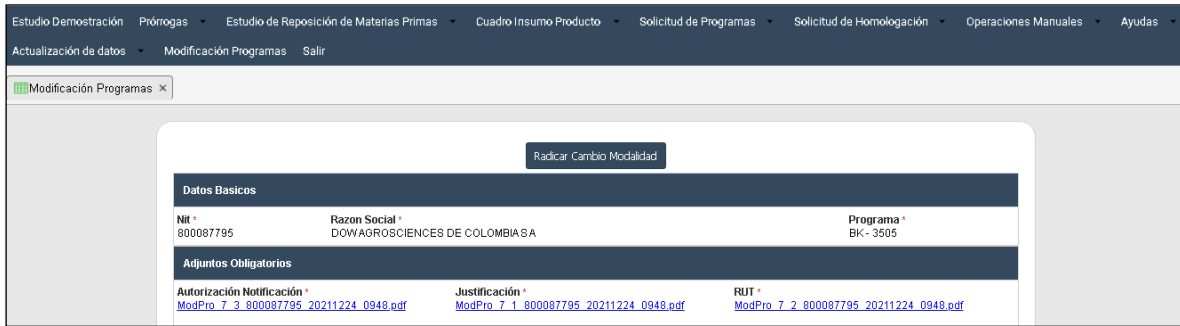 Estudio Demostración Prórrogas Estudio de Reposición de Materias Primas Cuadro Insumo Producto Solicitud de Programas Solicitud de Homologación Operaciones Manuales Ayudas
Actualización de datos Modificación Programas Salir
Modificación Programas ×
Radicar Cambio Modalidad
Datos Basicos
Nit * Razon Social * Programa *
800087795 DOWAGROSCIENCES DE COLOMBIA S A BK - 3505
Adjuntos Obligatorios
Autorización Notificación * Justificación * RUT *
ModPro_7_3_800087795_20211224_0948.pdf ModPro_7_1_800087795_20211224_0948.pdf ModPro_7_2_800087795_20211224_0948.pdf